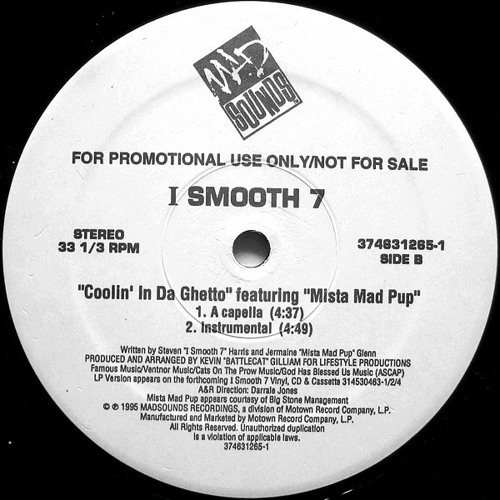 MAD
SOUNDS
FOR PROMOTIONAL USE ONLY/NOT FOR SALE
I SMOOTH 7
STEREO
33 1/3 RPM
374631265-1
SIDE B
"Coolin' In Da Ghetto" featuring "Mista Mad Pup"
1. A capella (4:37)
2. Instrumental (4:49)
Written by Steven "I Smooth 7" Harris and Jermaine "Mista Mad Pup" Glenn
PRODUCED AND ARRANGED BY KEVIN "BATTLECAT" GILLIAM FOR LIFESTYLE PRODUCTIONS
Famous Music/Ventnor Music/Cats On The Prow Music/God Has Blessed Us Music (ASCAP)
LP Version appears on the forthcoming I Smooth 7 Vinyl, CD & Cassette 314530463-1/2/4
A&R Direction: Darrale Jones
Mista Mad Pup appears courtesy of Big Stone Management
© ℗ 1995 MADSOUNDS RECORDINGS, a division of Motown Record Company, L.P.
Manufactured and Marketed by Motown Record Company, L.P.
All Rights Reserved. Unauthorized duplication
is a violation of applicable laws.
374631265-1